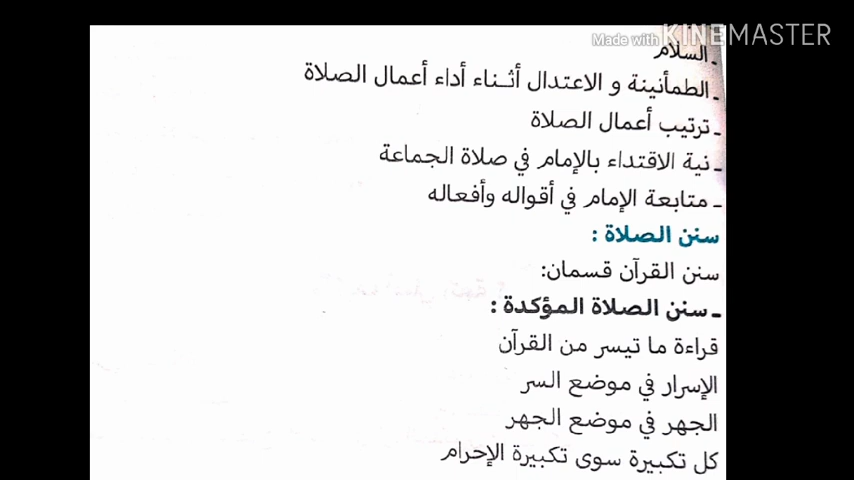 Made with KINEMASTER
ـ السلام
ـ الطمأنينة و الاعتدال أثـناء أداء أعمال الصلاة
ـ ترتيب أعمال الصلاة
ـ نية الاقتداء بالإمام في صلاة الجماعة
ـ متابعة الإمام في أقواله وأفعاله
سنن الصلاة :
سنن القرآن قسمان:
ـ سنن الصلاة المؤكدة :
قراءة ما تيسر من القرآن
الإسرار في موضع السر
الجهر في موضع الجهر
كل تكبيرة سوى تكبيرة الإحرام